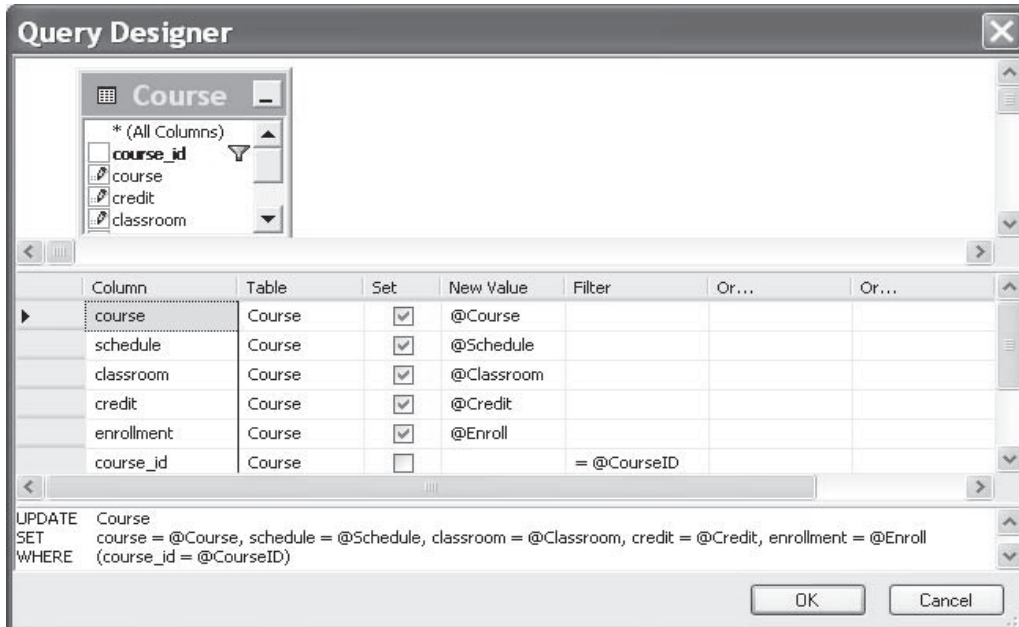 Query Designer
Course
* (All Columns)
course_id
course
credit
classroom
Column Table Set New Value Filter Or... Or...
course Course @Course
schedule Course @Schedule
classroom Course @Classroom
credit Course @Credit
enrollment Course @Enroll
course_id Course = @CourseID
UPDATE Course
SET course = @Course, schedule = @Schedule, classroom = @Classroom, credit = @Credit, enrollment = @Enroll
WHERE (course_id = @CourseID)
OK Cancel